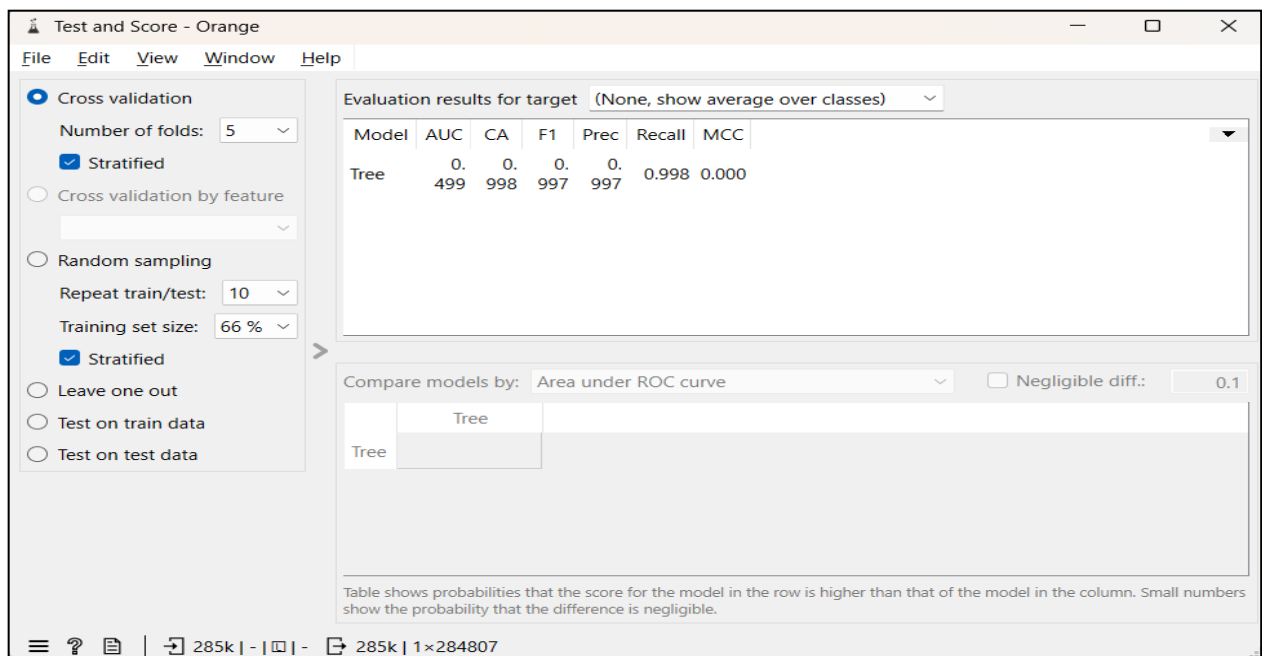 Test and Score - Orange
File Edit View Window Help
Cross validation
Number of folds: 5
Stratified
Cross validation by feature
Random sampling
Repeat train/test: 10
Training set size: 66 %
Stratified
Leave one out
Test on train data
Test on test data
>
Evaluation results for target (None, show average over classes)
Model AUC CA F1 Prec Recall MCC
Tree 0.499 0.998 0.997 0.997 0.998 0.000
Compare models by: Area under ROC curve Negligible diff.: 0.1
Tree
Tree
Table shows probabilities that the score for the model in the row is higher than that of the model in the column. Small numbers
show the probability that the difference is negligible.
? 285k | - | - 285k | 1×284807